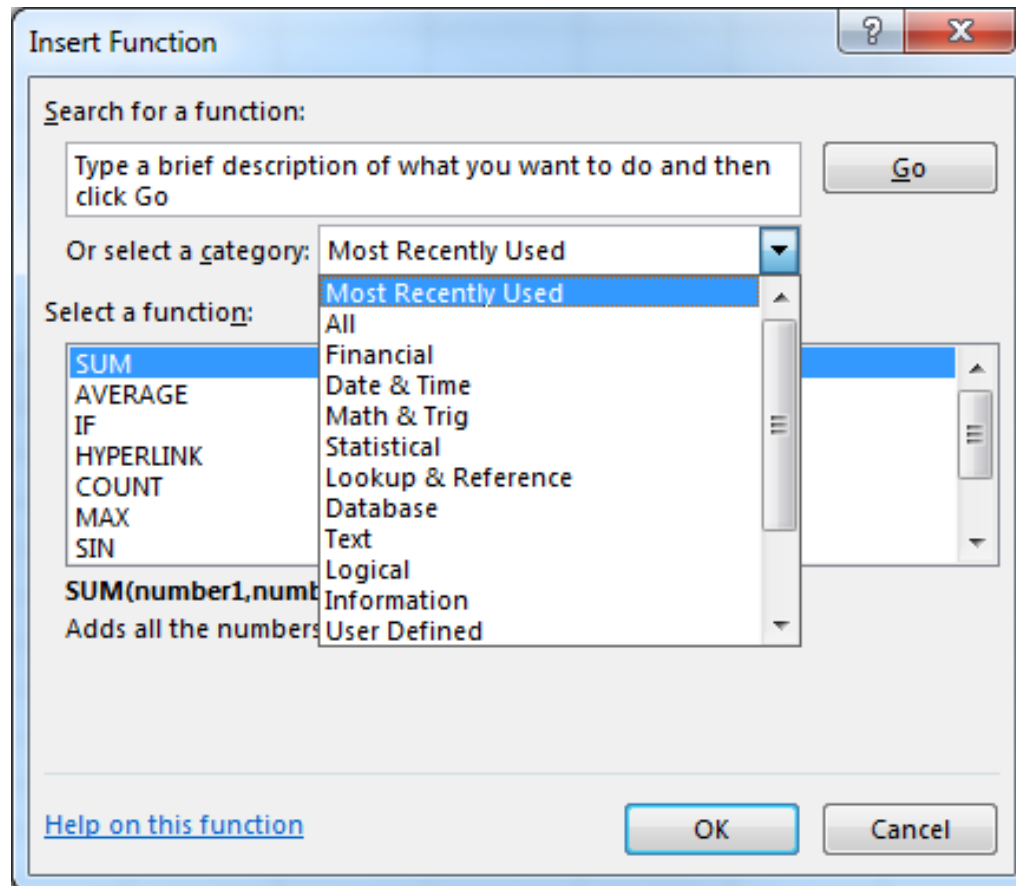 Insert Function
Search for a function:
Type a brief description of what you want to do and then
click Go
Go
Or select a category:
Most Recently Used
Most Recently Used
All
Financial
Date & Time
Math & Trig
Statistical
Lookup & Reference
Database
Text
Logical
Information
User Defined
Select a function:
SUM
AVERAGE
IF
HYPERLINK
COUNT
MAX
SIN
SUM(number1,numb
Adds all the numbers
Help on this function
OK
Cancel